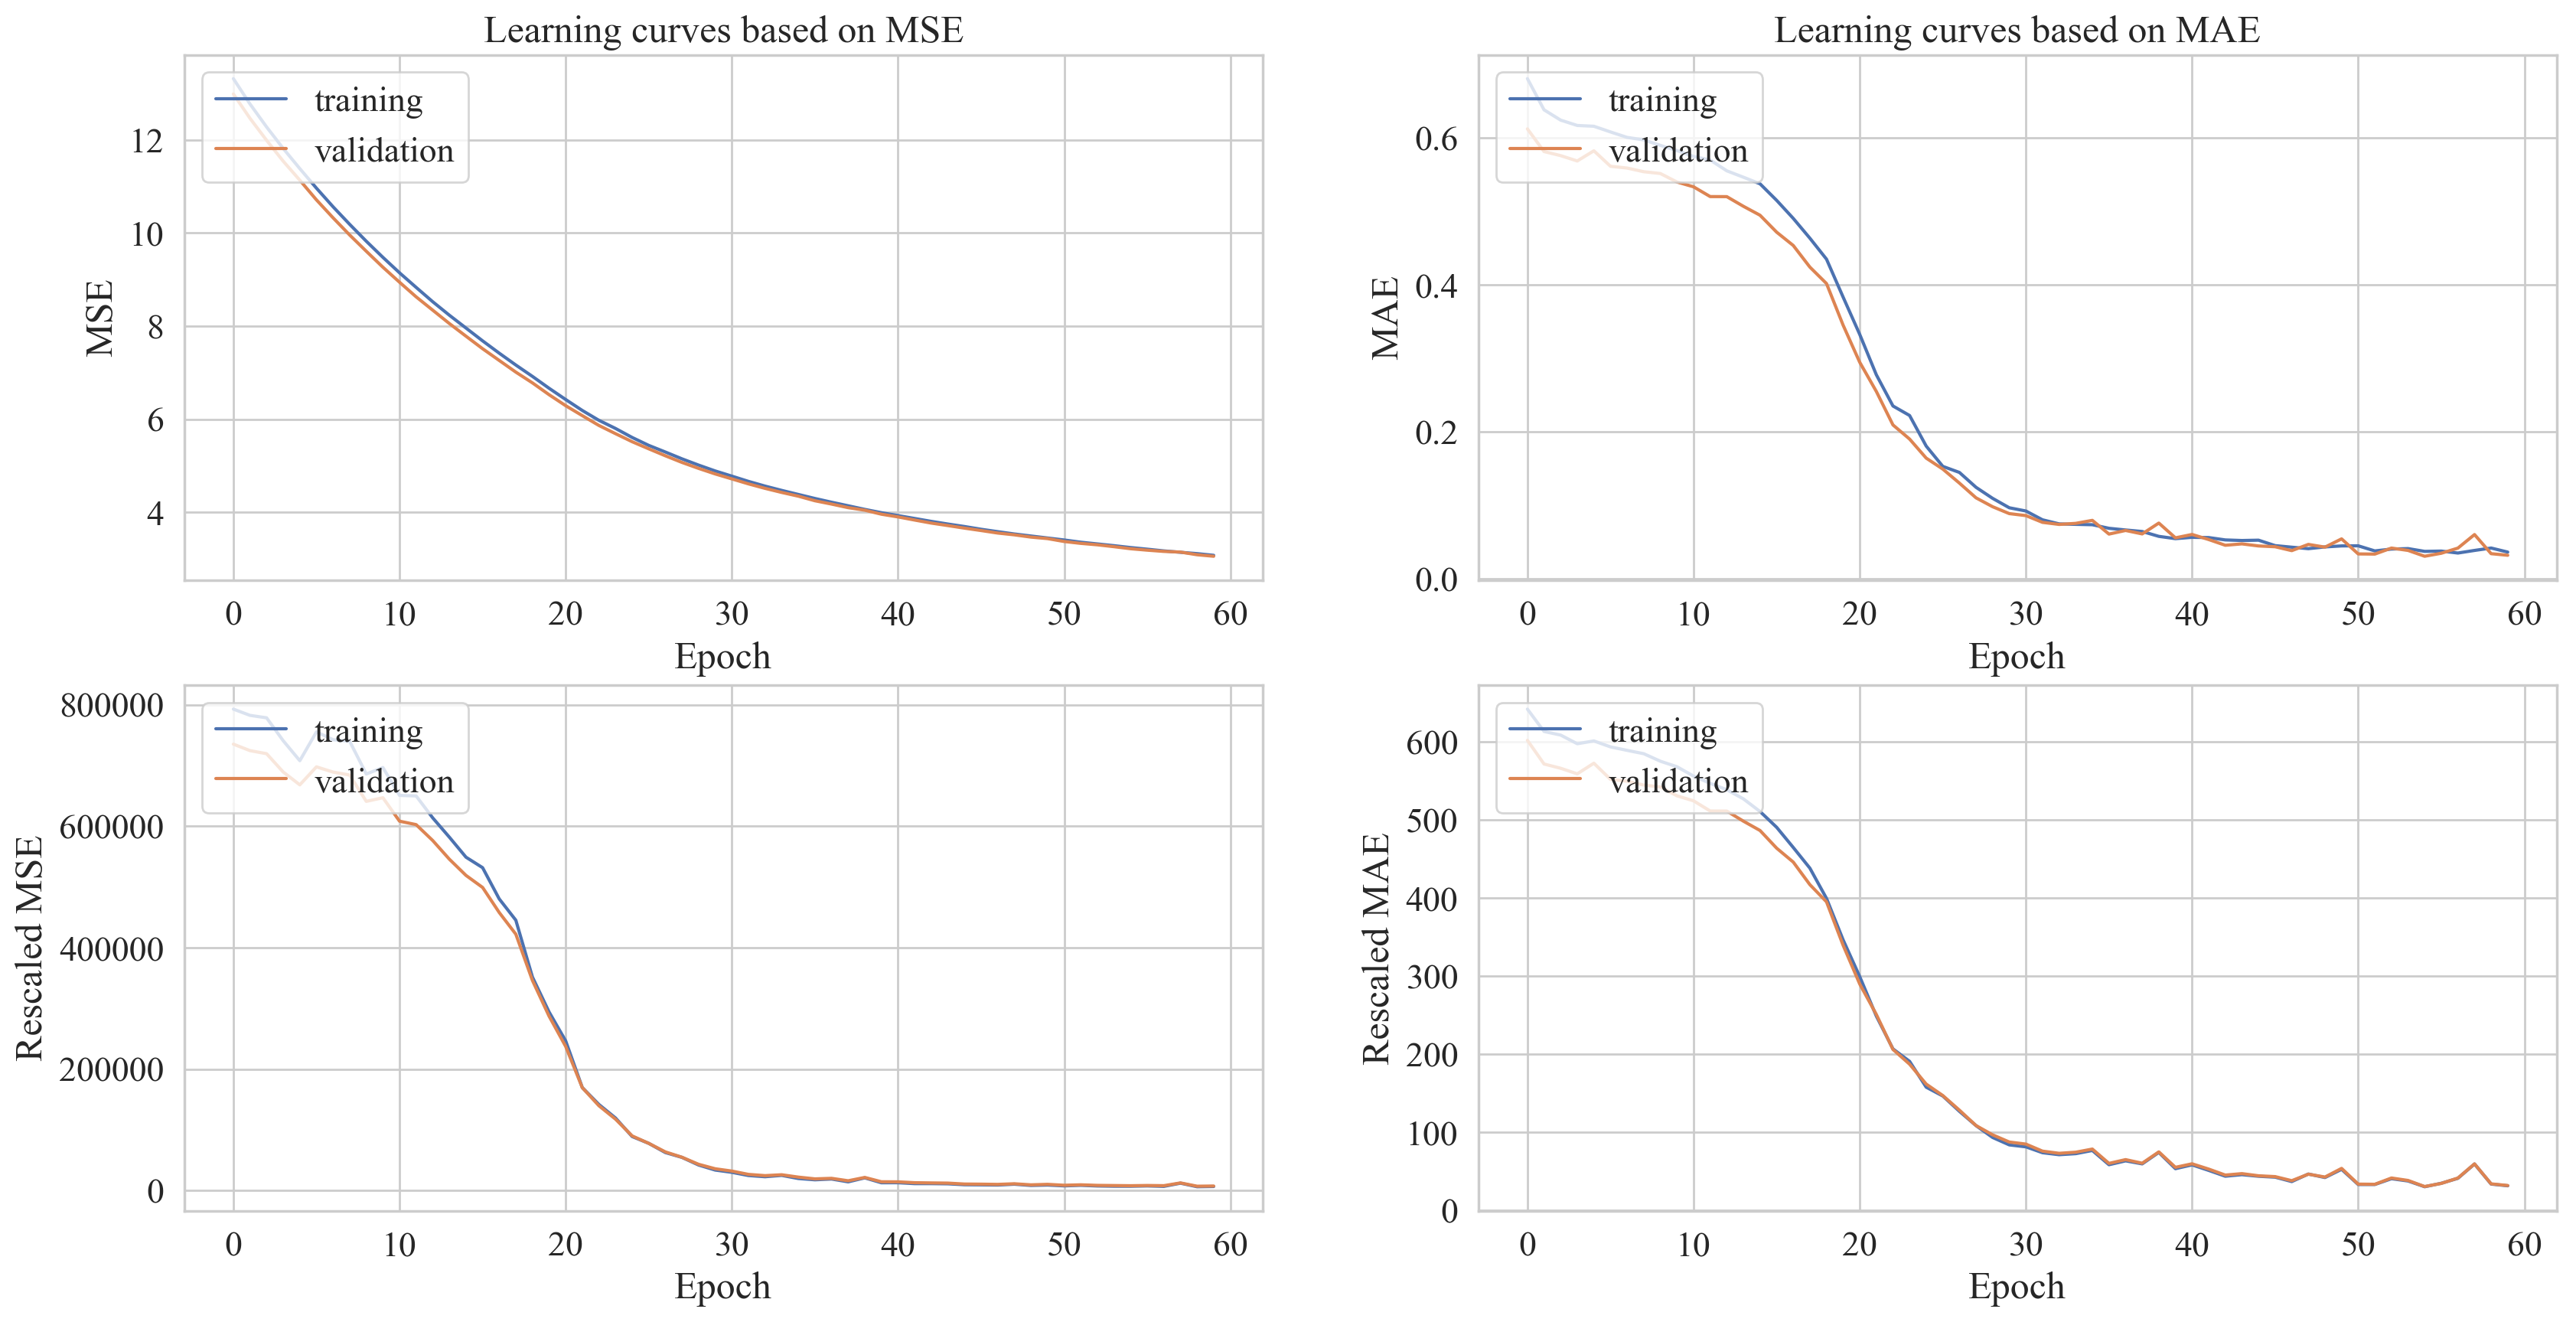 Learning curves based on MSE
training
validation
12
10
8
6
4
MSE
0 10 20 30 40 50 60
Epoch
Learning curves based on MAE
training
validation
0.6
0.4
0.2
0.0
MAE
0 10 20 30 40 50 60
Epoch
training
validation
800000
600000
400000
200000
0
Rescaled MSE
0 10 20 30 40 50 60
Epoch
training
validation
600
500
400
300
200
100
0
Rescaled MAE
0 10 20 30 40 50 60
Epoch